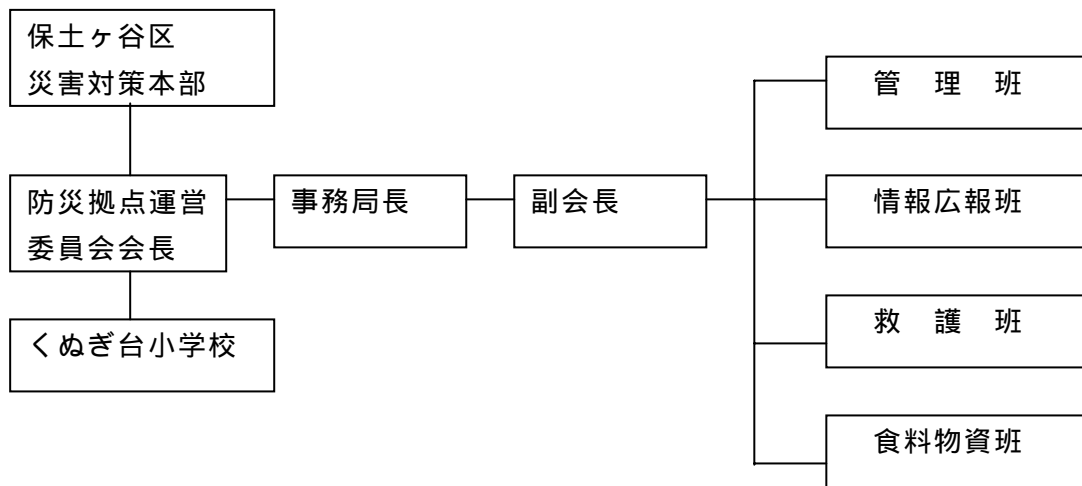 保土ヶ谷区
災害対策本部
防災拠点運営
委員会会長
くぬぎ台小学校
事務局長
副会長
管　理　班
情報広報班
救　護　班
食料物資班